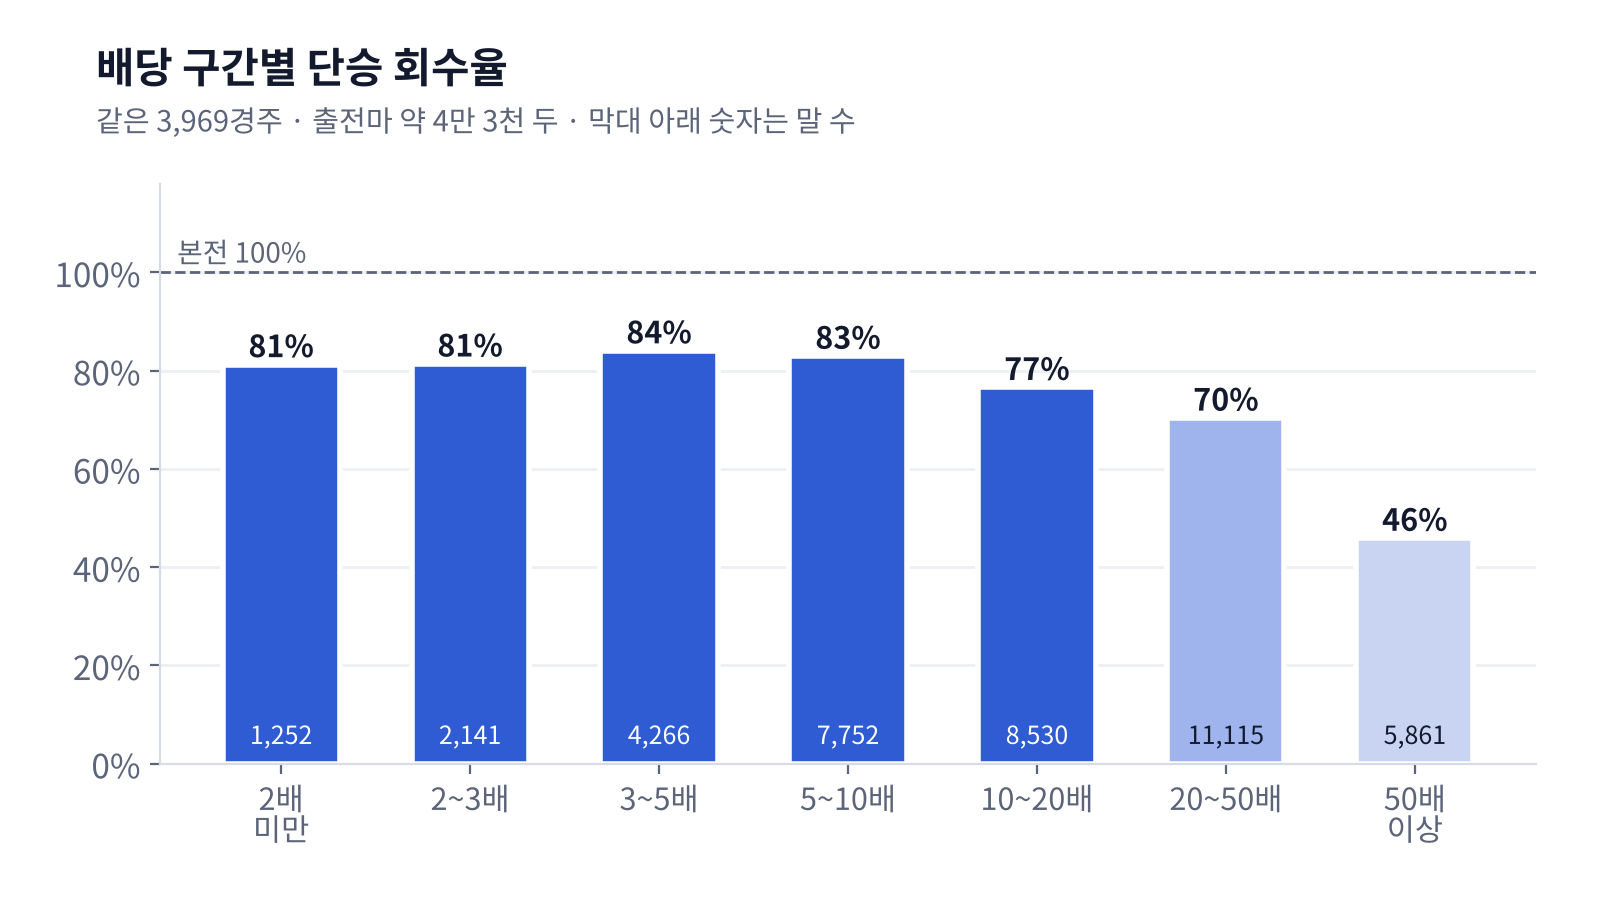 배당 구간별 단승 회수율
같은 3,969경주 · 출전마 약 4만 3천 두 · 막대 아래 숫자는 말 수
본전 100%
100%
80%
60%
40%
20%
0%
81%
81%
84%
83%
77%
70%
46%
1,252
2,141
4,266
7,752
8,530
11,115
5,861
2배
미만
2~3배
3~5배
5~10배
10~20배
20~50배
50배
이상